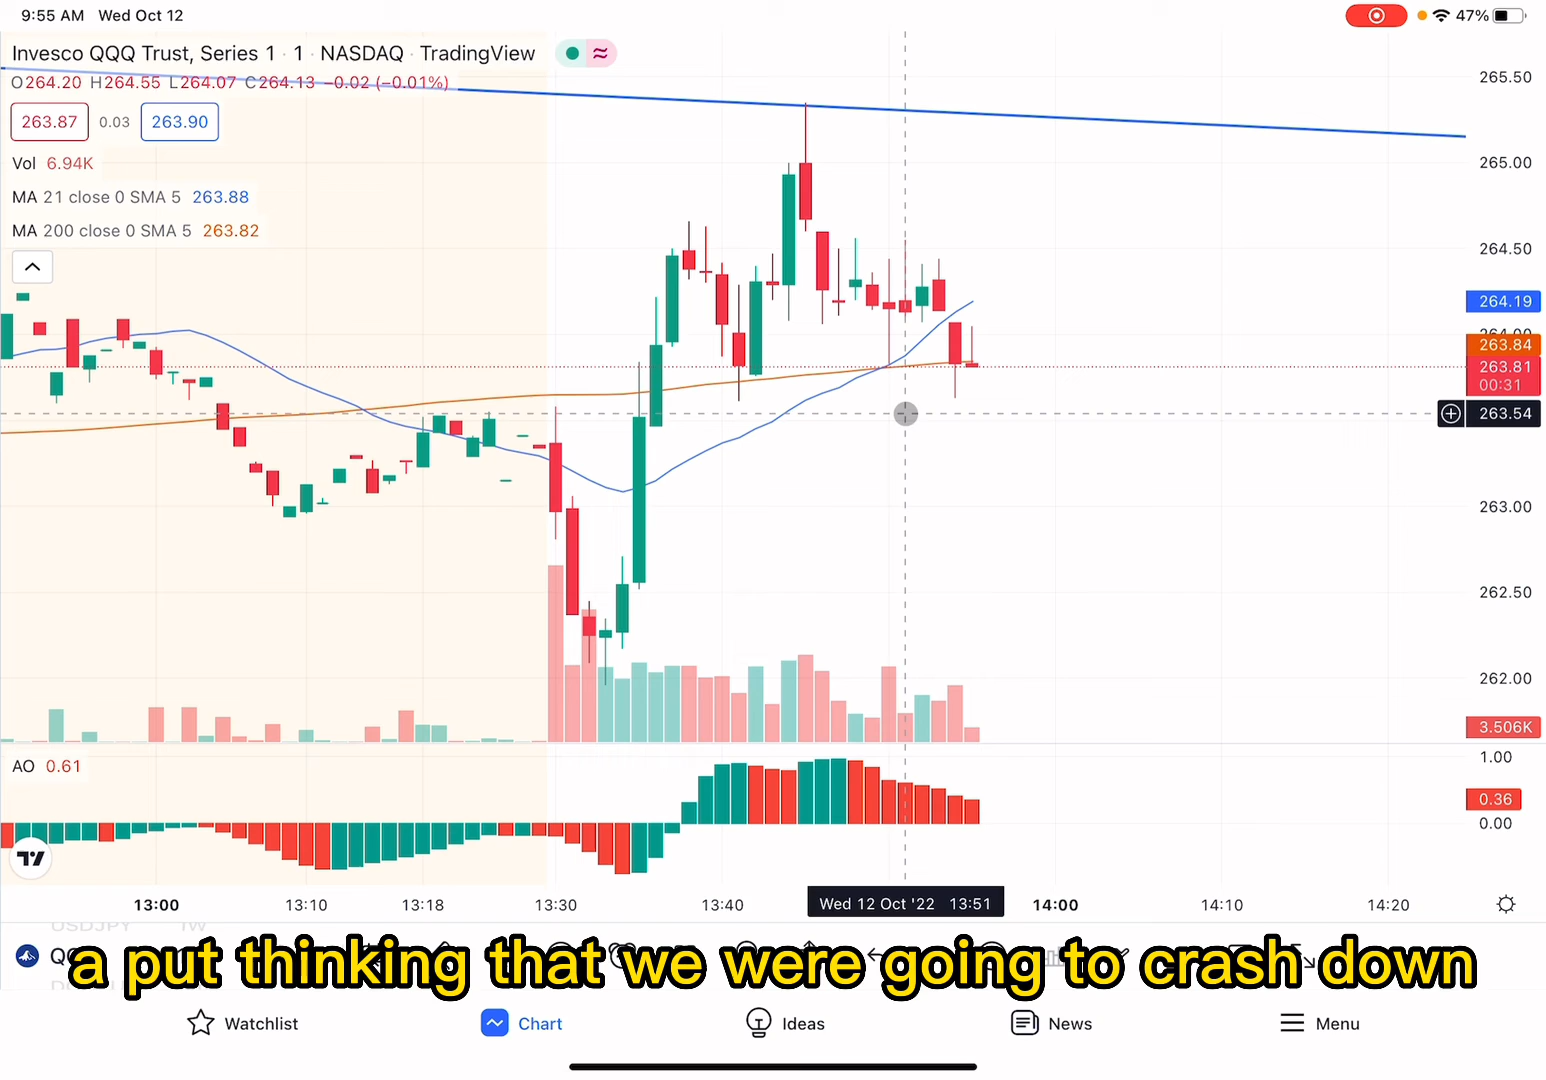 9:55 AM Wed Oct 12
47%
Invesco QQQ Trust, Series 1 · 1 · NASDAQ · TradingView
O264.20 H264.55 L264.07 C264.13 −0.02 (−0.01%)
263.87 0.03 263.90
Vol 6.94K
MA 21 close 0 SMA 5 263.88
MA 200 close 0 SMA 5 263.82
265.50
265.00
264.50
264.19
264.00
263.84
263.81
00:31
263.54
263.00
262.50
262.00
3.506K
AO 0.61
1.00
0.36
0.00
13:00 13:10 13:18 13:30 13:40 Wed 12 Oct '22 13:51 14:00 14:10 14:20
USDJPY 1W
a put thinking that we were going to crash down
Watchlist Chart Ideas News Menu